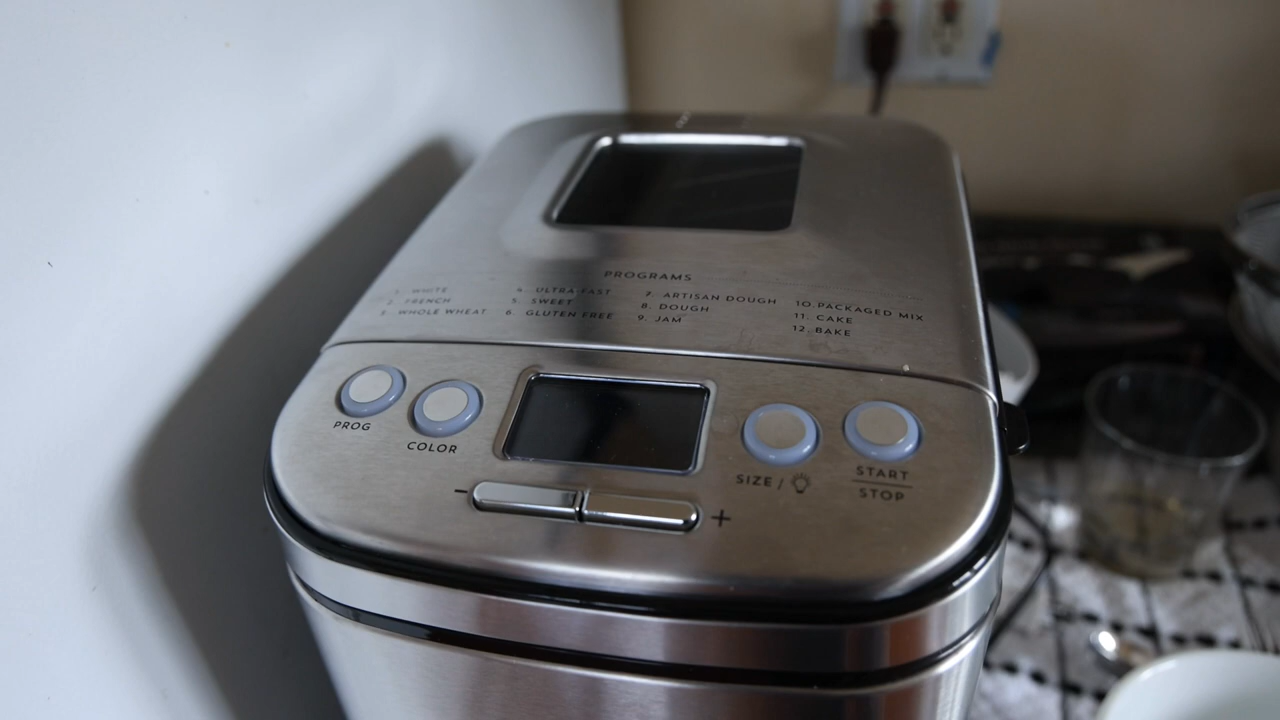 PROGRAMS
1. WHITE
2. FRENCH
3. WHOLE WHEAT
4. ULTRA-FAST
5. SWEET
6. GLUTEN FREE
7. ARTISAN DOUGH
8. DOUGH
9. JAM
10. PACKAGED MIX
11. CAKE
12. BAKE
PROG
COLOR
SIZE /
START
STOP
- +